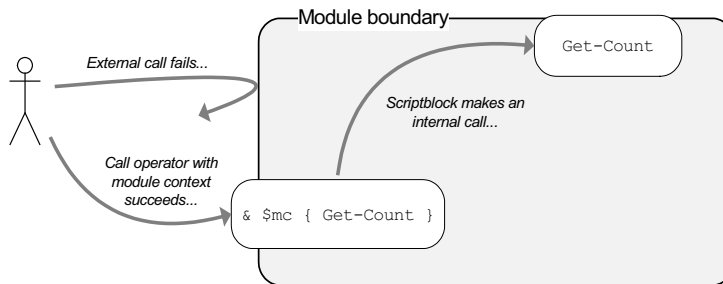 Module boundary
Get-Count
External call fails...
Scriptblock makes an
internal call...
Call operator with
module context
succeeds...
& $mc { Get-Count }